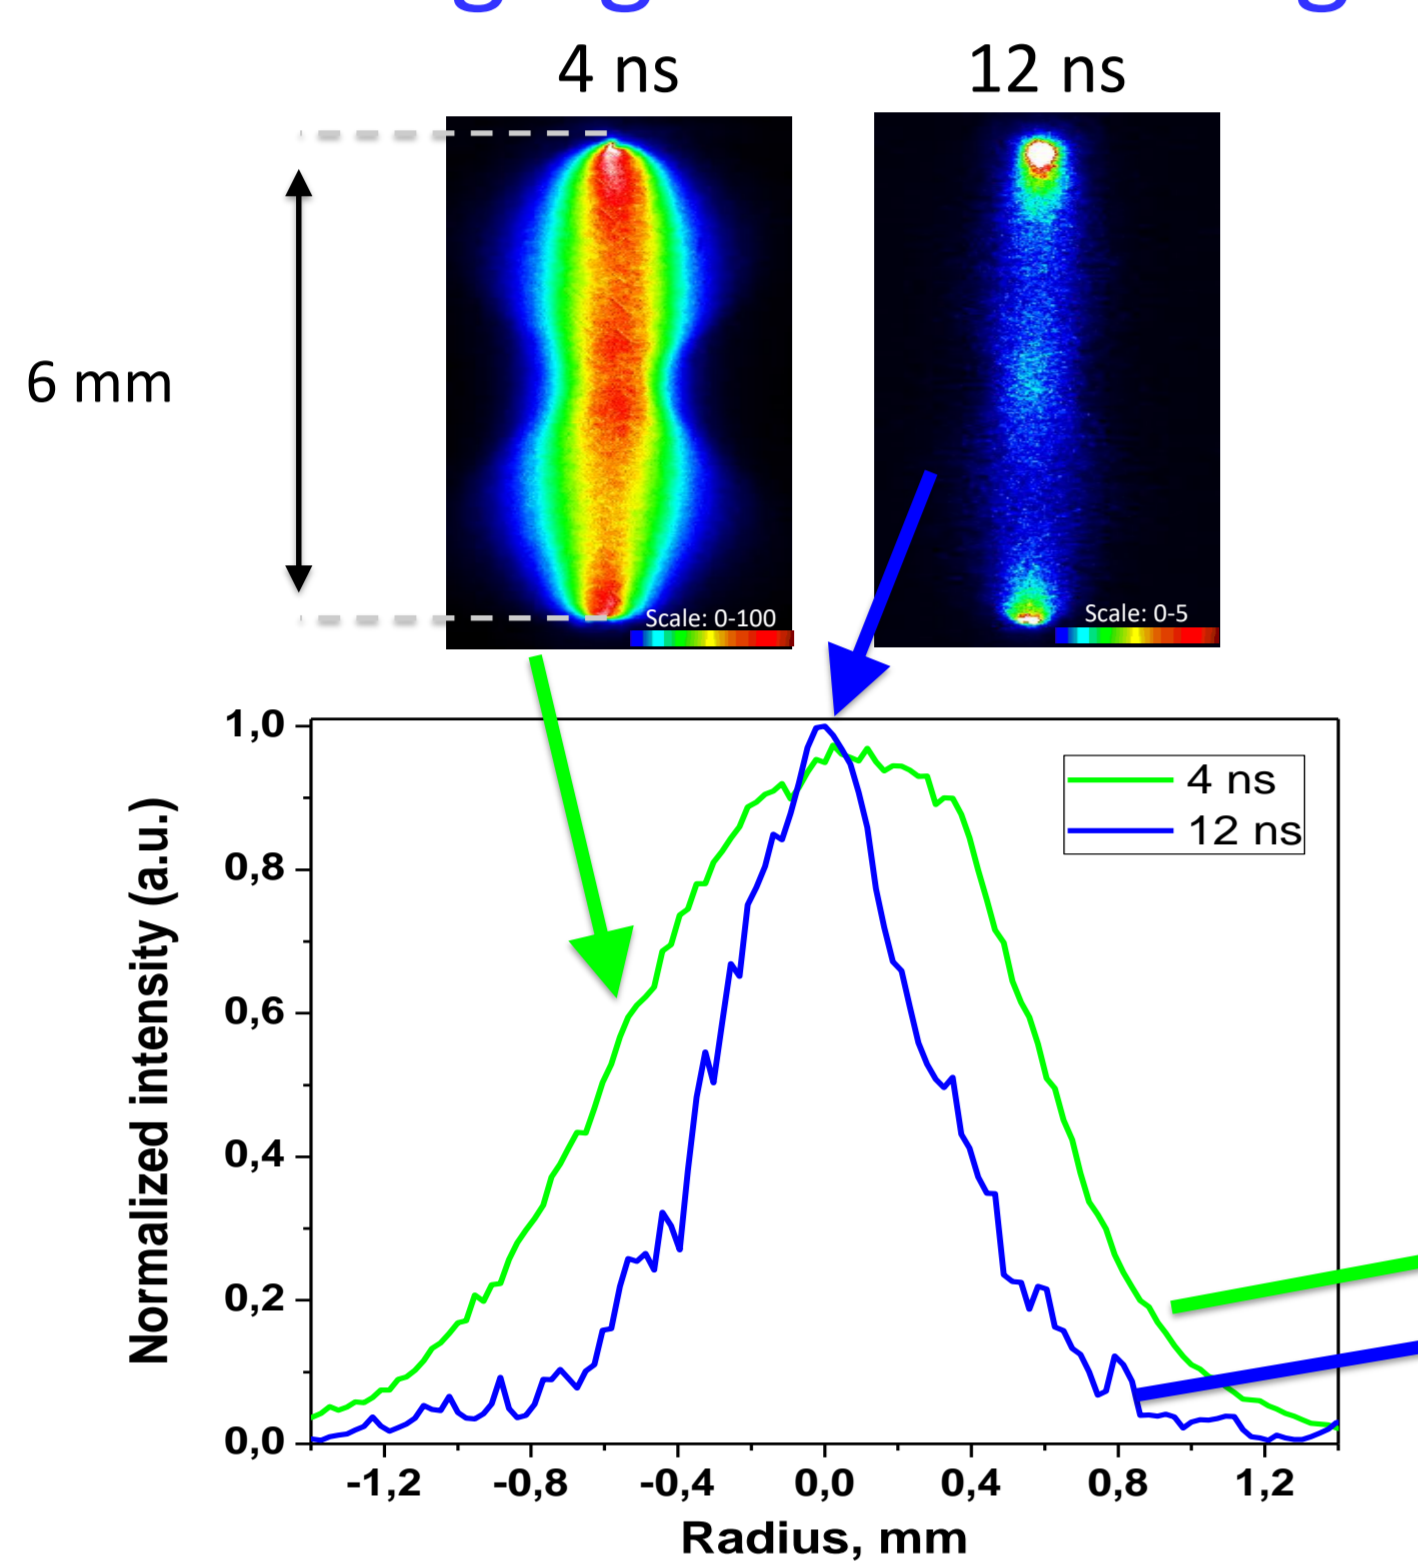 4 ns
12 ns
6 mm
Scale: 0-100
Scale: 0-5
1,0
0,8
0,6
0,4
0,2
0,0
Normalized intensity (a.u.)
4 ns
12 ns
-1,2
-0,8
-0,4
0,0
0,4
0,8
1,2
Radius, mm